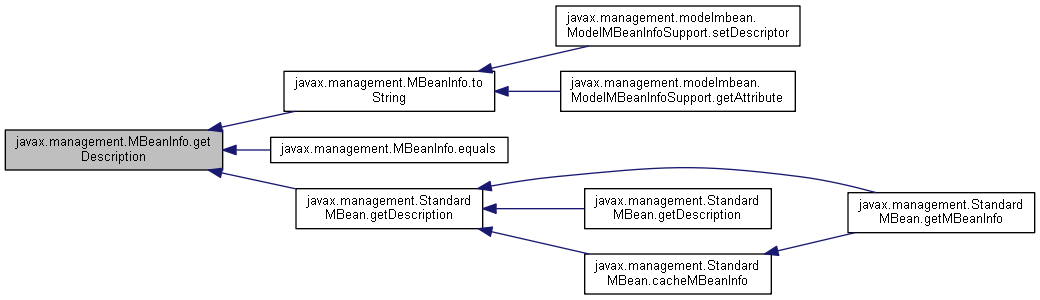 javax.management.modelmbean.
ModelMBeanInfoSupport.setDescriptor
javax.management.MBeanInfo.to
String
javax.management.modelmbean.
ModelMBeanInfoSupport.getAttribute
javax.management.MBeanInfo.get
Description
javax.management.MBeanInfo.equals
javax.management.Standard
MBean.getDescription
javax.management.Standard
MBean.getDescription
javax.management.Standard
MBean.getMBeanInfo
javax.management.Standard
MBean.cacheMBeanInfo